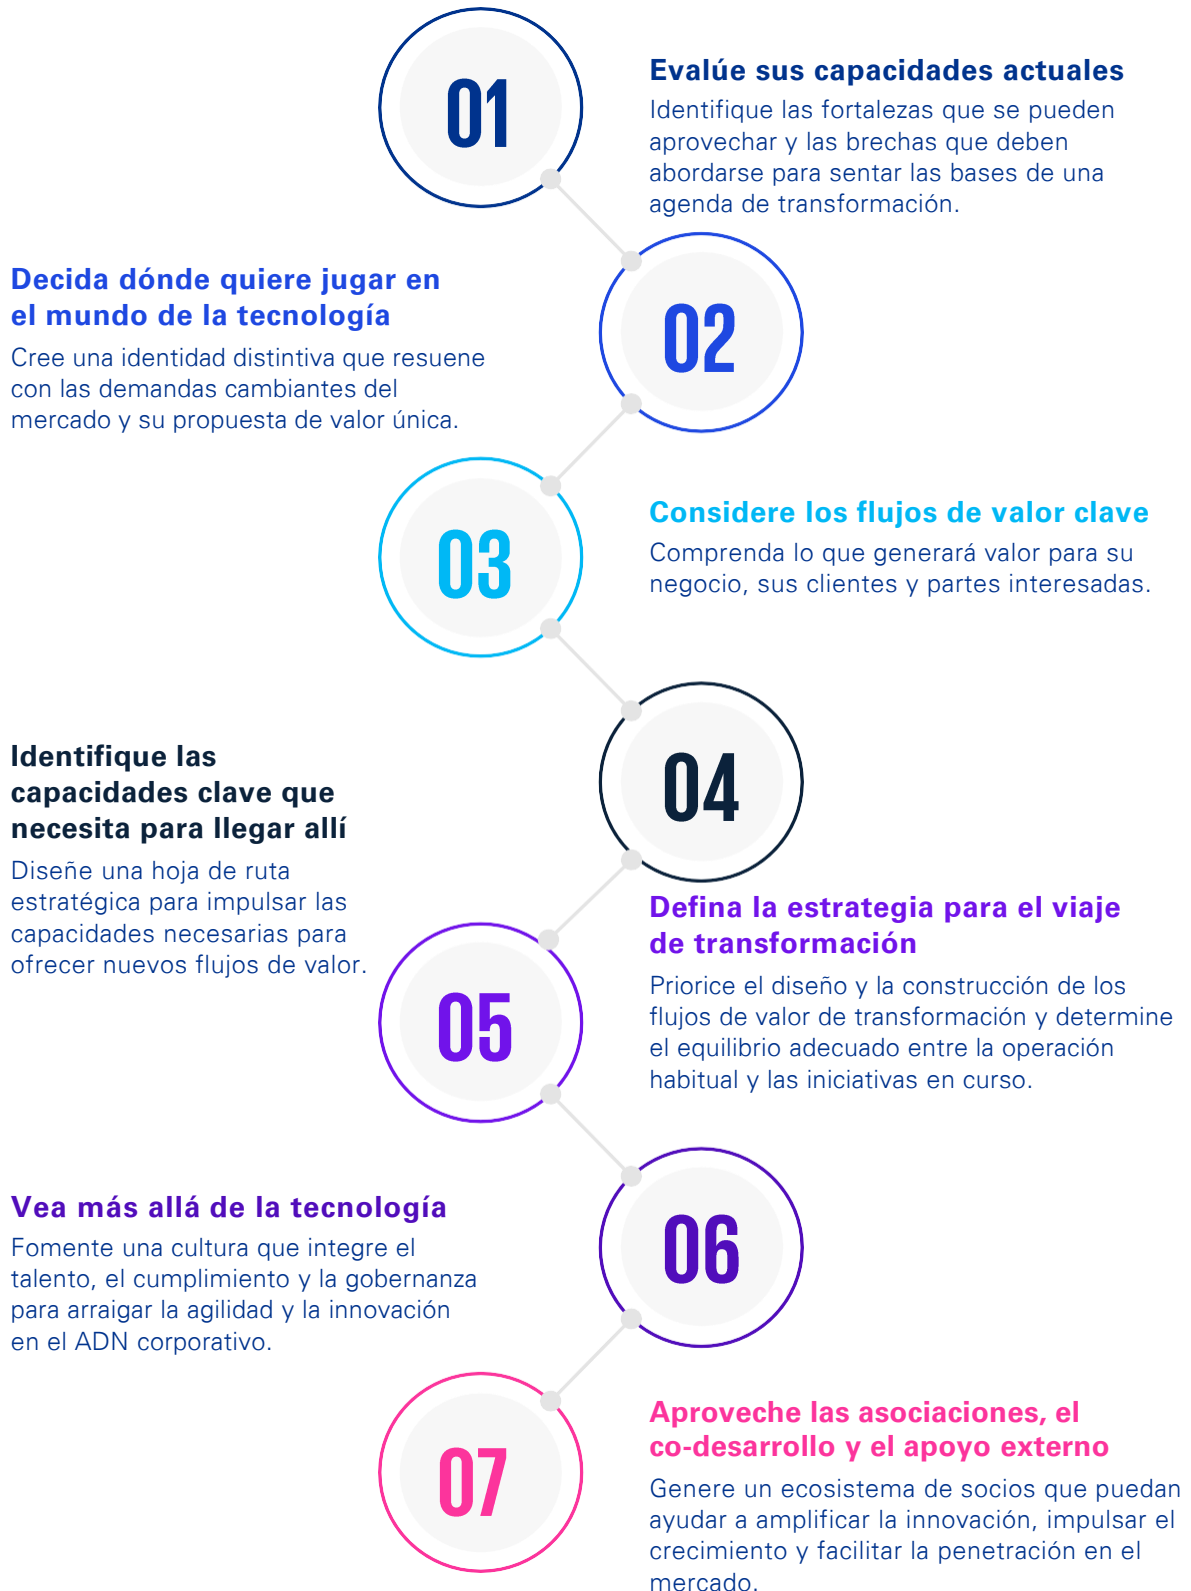 01
Evalúe sus capacidades actuales
Identifique las fortalezas que se pueden
aprovechar y las brechas que deben
abordarse para sentar las bases de una
agenda de transformación.
02
Decida dónde quiere jugar en
el mundo de la tecnología
Cree una identidad distintiva que resuene
con las demandas cambiantes del
mercado y su propuesta de valor única.
03
Considere los flujos de valor clave
Comprenda lo que generará valor para su
negocio, sus clientes y partes interesadas.
04
Identifique las
capacidades clave que
necesita para llegar allí
Diseñe una hoja de ruta
estratégica para impulsar las
capacidades necesarias para
ofrecer nuevos flujos de valor.
05
Defina la estrategia para el viaje
de transformación
Priorice el diseño y la construcción de los
flujos de valor de transformación y determine
el equilibrio adecuado entre la operación
habitual y las iniciativas en curso.
06
Vea más allá de la tecnología
Fomente una cultura que integre el
talento, el cumplimiento y la gobernanza
para arraigar la agilidad y la innovación
en el ADN corporativo.
07
Aproveche las asociaciones, el
co-desarrollo y el apoyo externo
Genere un ecosistema de socios que puedan
ayudar a amplificar la innovación, impulsar el
crecimiento y facilitar la penetración en el
mercado.